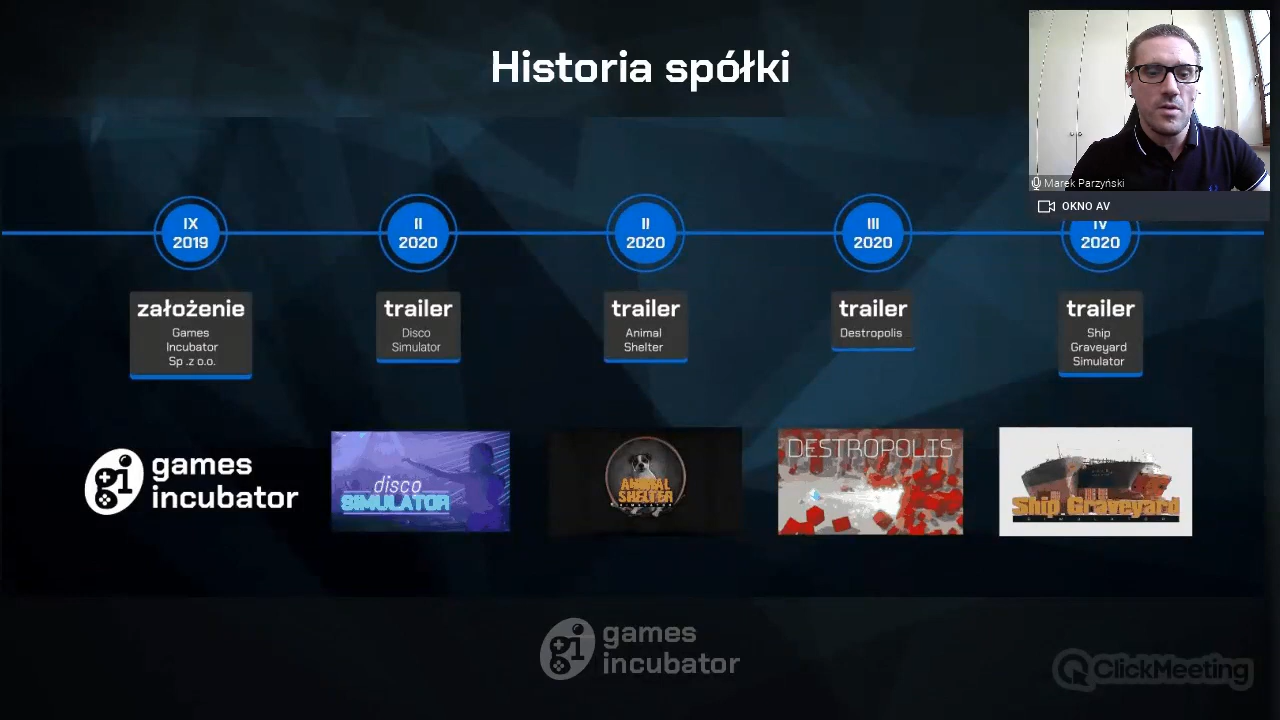 Historia spółki
Marek Parzyński
OKNO AV
IX
2019
II
2020
II
2020
III
2020
IV
2020
założenie
Games
Incubator
Sp .z o.o.
trailer
Disco
Simulator
trailer
Animal
Shelter
trailer
Destropolis
trailer
Ship
Graveyard
Simulator
games
incubator
disco
SIMULATOR
ANIMAL
SHELTER
SIMULATOR
DESTROPOLIS
Ship Graveyard
SIMULATOR
games
incubator
ClickMeeting